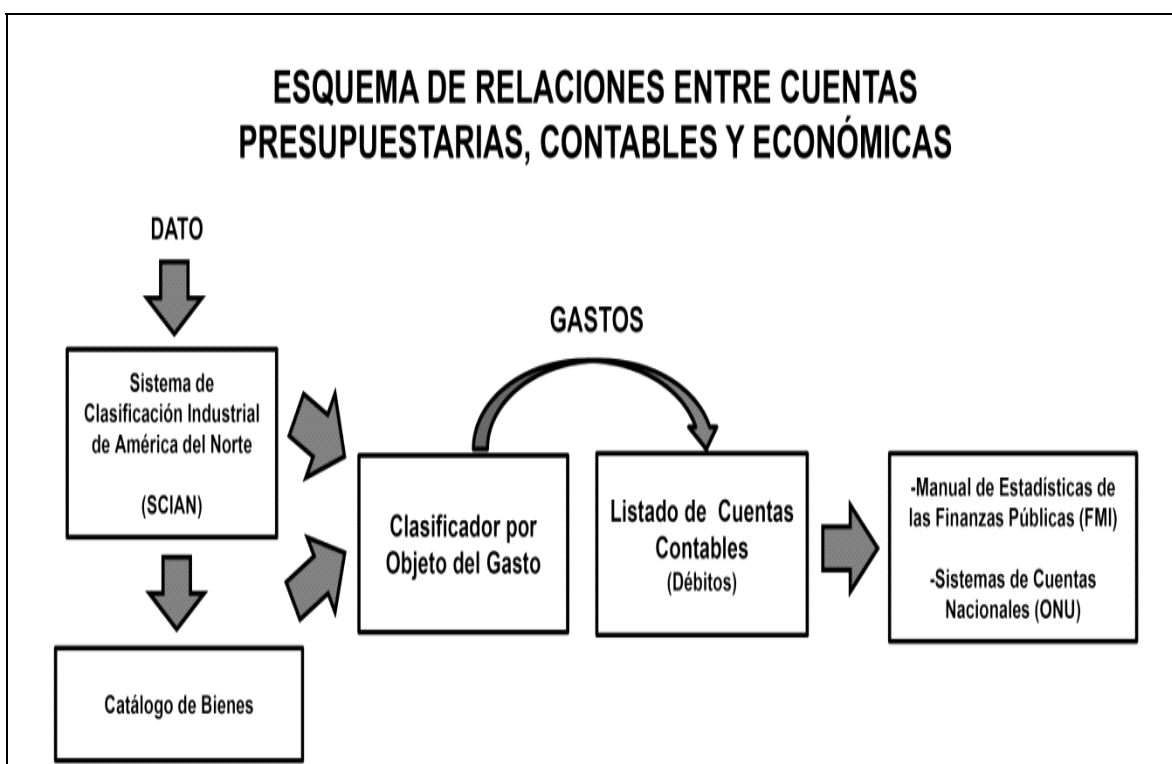 ESQUEMA DE RELACIONES ENTRE CUENTAS
PRESUPUESTARIAS, CONTABLES Y ECONÓMICAS
DATO
GASTOS
Sistema de
Clasificación Industrial
de América del Norte
(SCIAN)
Catálogo de Bienes
Clasificador por
Objeto del Gasto
Listado de Cuentas
Contables
(Débitos)
-Manual de Estadísticas de
las Finanzas Públicas (FMI)
-Sistemas de Cuentas
Nacionales (ONU)